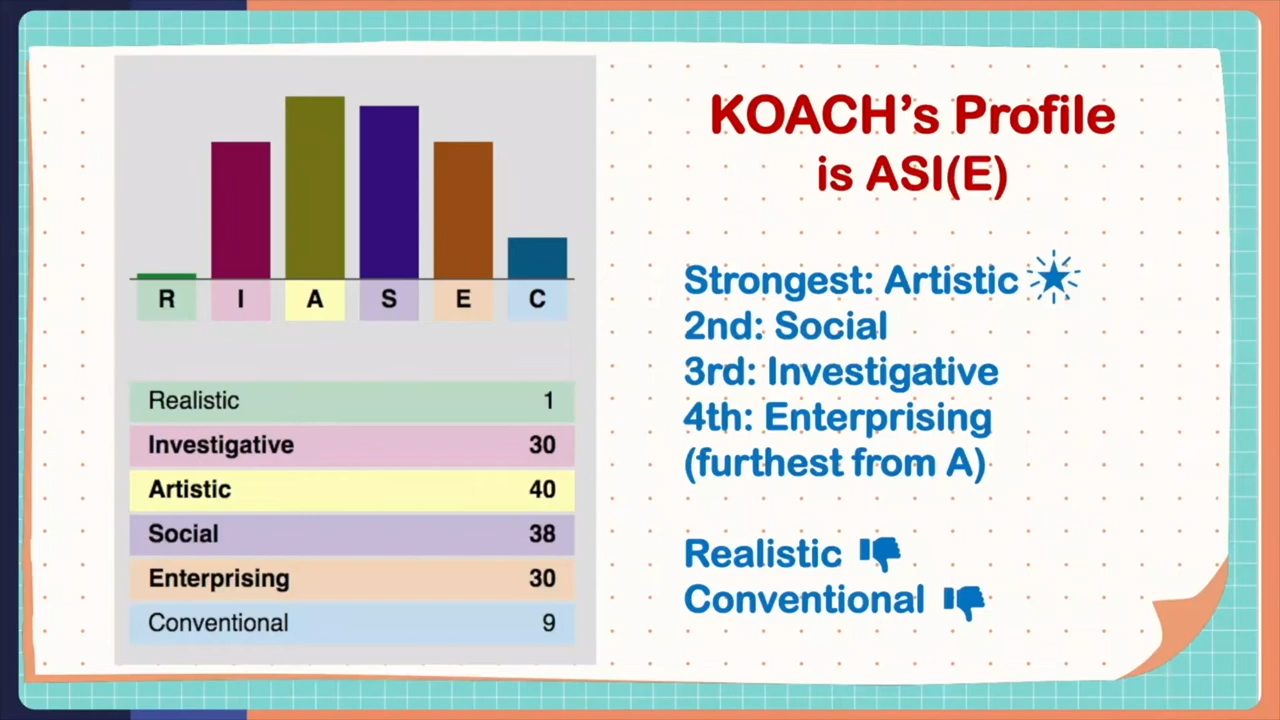 R I A S E C
Realistic 1
Investigative 30
Artistic 40
Social 38
Enterprising 30
Conventional 9
KOACH’s Profile
is ASI(E)
Strongest: Artistic
2nd: Social
3rd: Investigative
4th: Enterprising
(furthest from A)
Realistic
Conventional